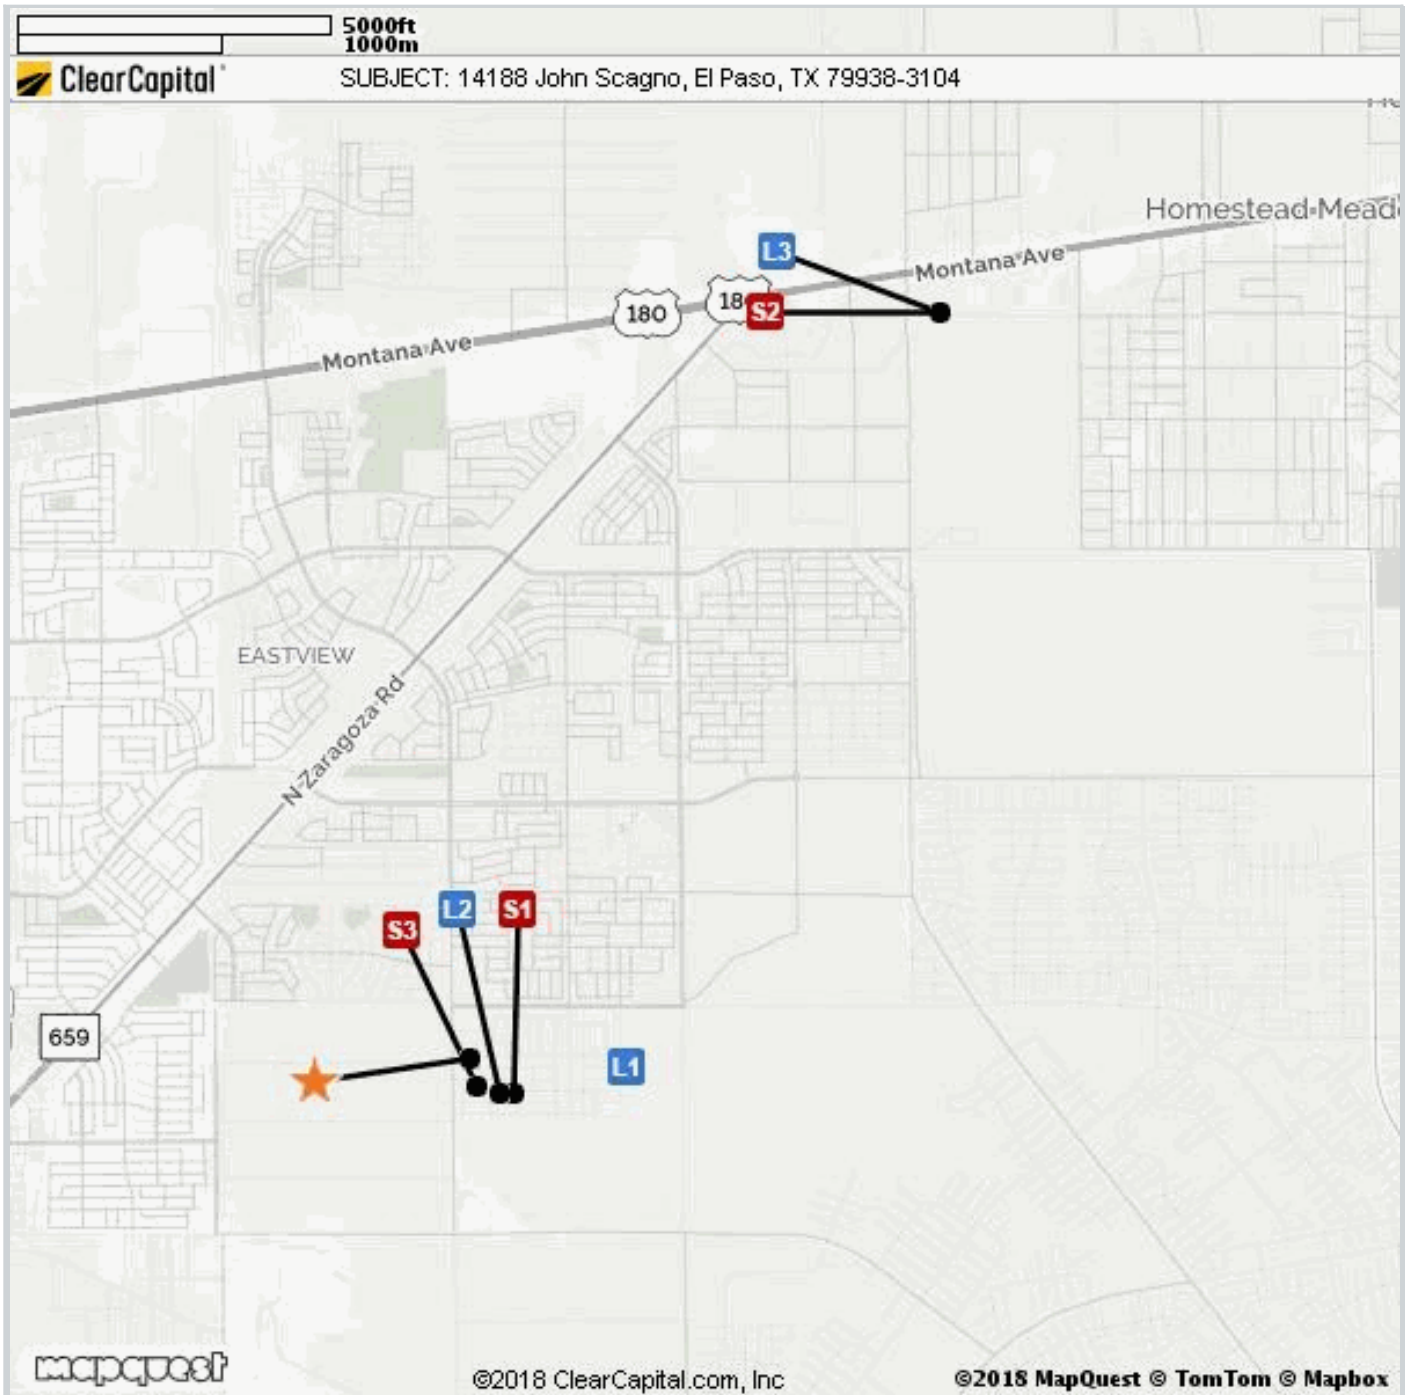 5000ft
1000m
ClearCapital
SUBJECT: 14188 John Scagno, El Paso, TX 79938-3104
Homestead Mead
L3
Montana Ave
180
18
S2
Montana Ave
EASTVIEW
N Zaragoza Rd
L2
S1
S3
659
L1
mapquest
©2018 ClearCapital.com, Inc
©2018 MapQuest © TomTom © Mapbox